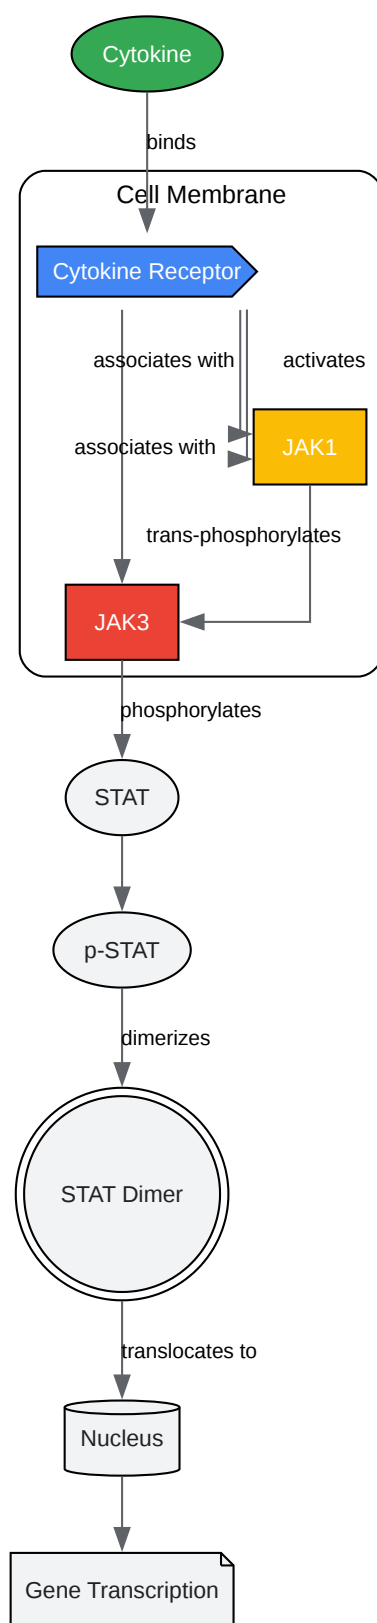 Cytokine
binds
Cell Membrane
Cytokine Receptor
associates with
activates
associates with
JAK1
trans-phosphorylates
JAK3
phosphorylates
STAT
p-STAT
dimerizes
STAT Dimer
translocates to
Nucleus
Gene Transcription